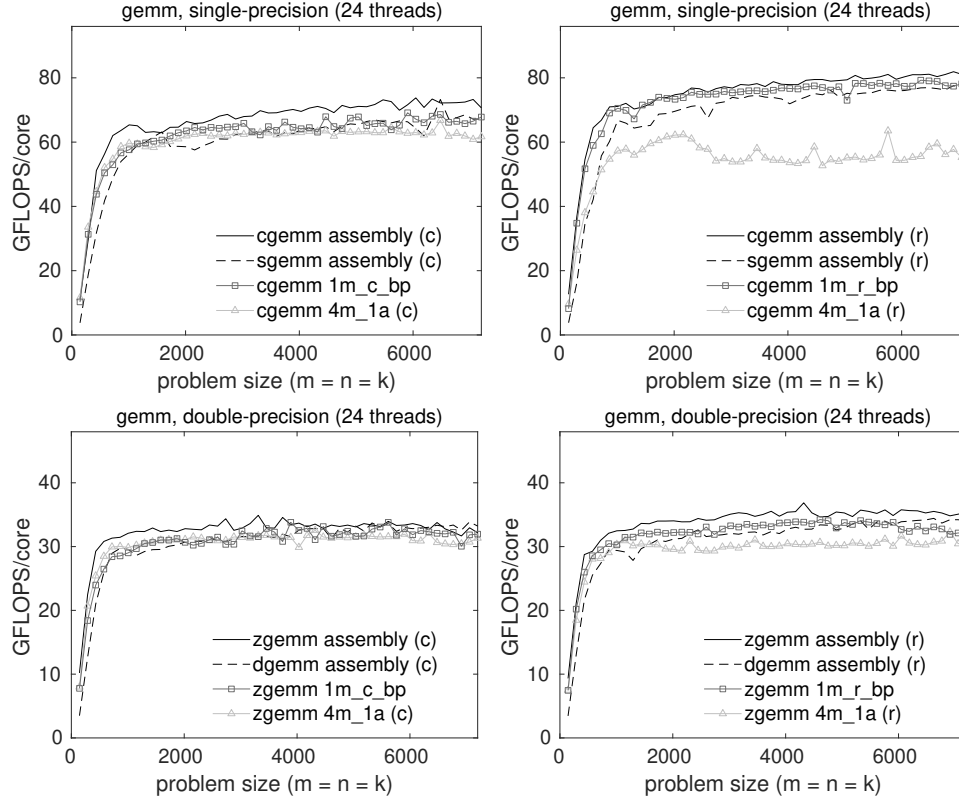 gemm, single-precision (24 threads)
GFLOPS/core
80
60
40
20
0
cgemm assembly (c)
sgemm assembly (c)
cgemm 1m_c_bp
cgemm 4m_1a (c)
0
2000
4000
6000
problem size (m = n = k)
gemm, single-precision (24 threads)
GFLOPS/core
80
60
40
20
0
cgemm assembly (r)
sgemm assembly (r)
cgemm 1m_r_bp
cgemm 4m_1a (r)
0
2000
4000
6000
problem size (m = n = k)
gemm, double-precision (24 threads)
GFLOPS/core
40
30
20
10
0
zgemm assembly (c)
dgemm assembly (c)
zgemm 1m_c_bp
zgemm 4m_1a (c)
0
2000
4000
6000
problem size (m = n = k)
gemm, double-precision (24 threads)
GFLOPS/core
40
30
20
10
0
zgemm assembly (r)
dgemm assembly (r)
zgemm 1m_r_bp
zgemm 4m_1a (r)
0
2000
4000
6000
problem size (m = n = k)